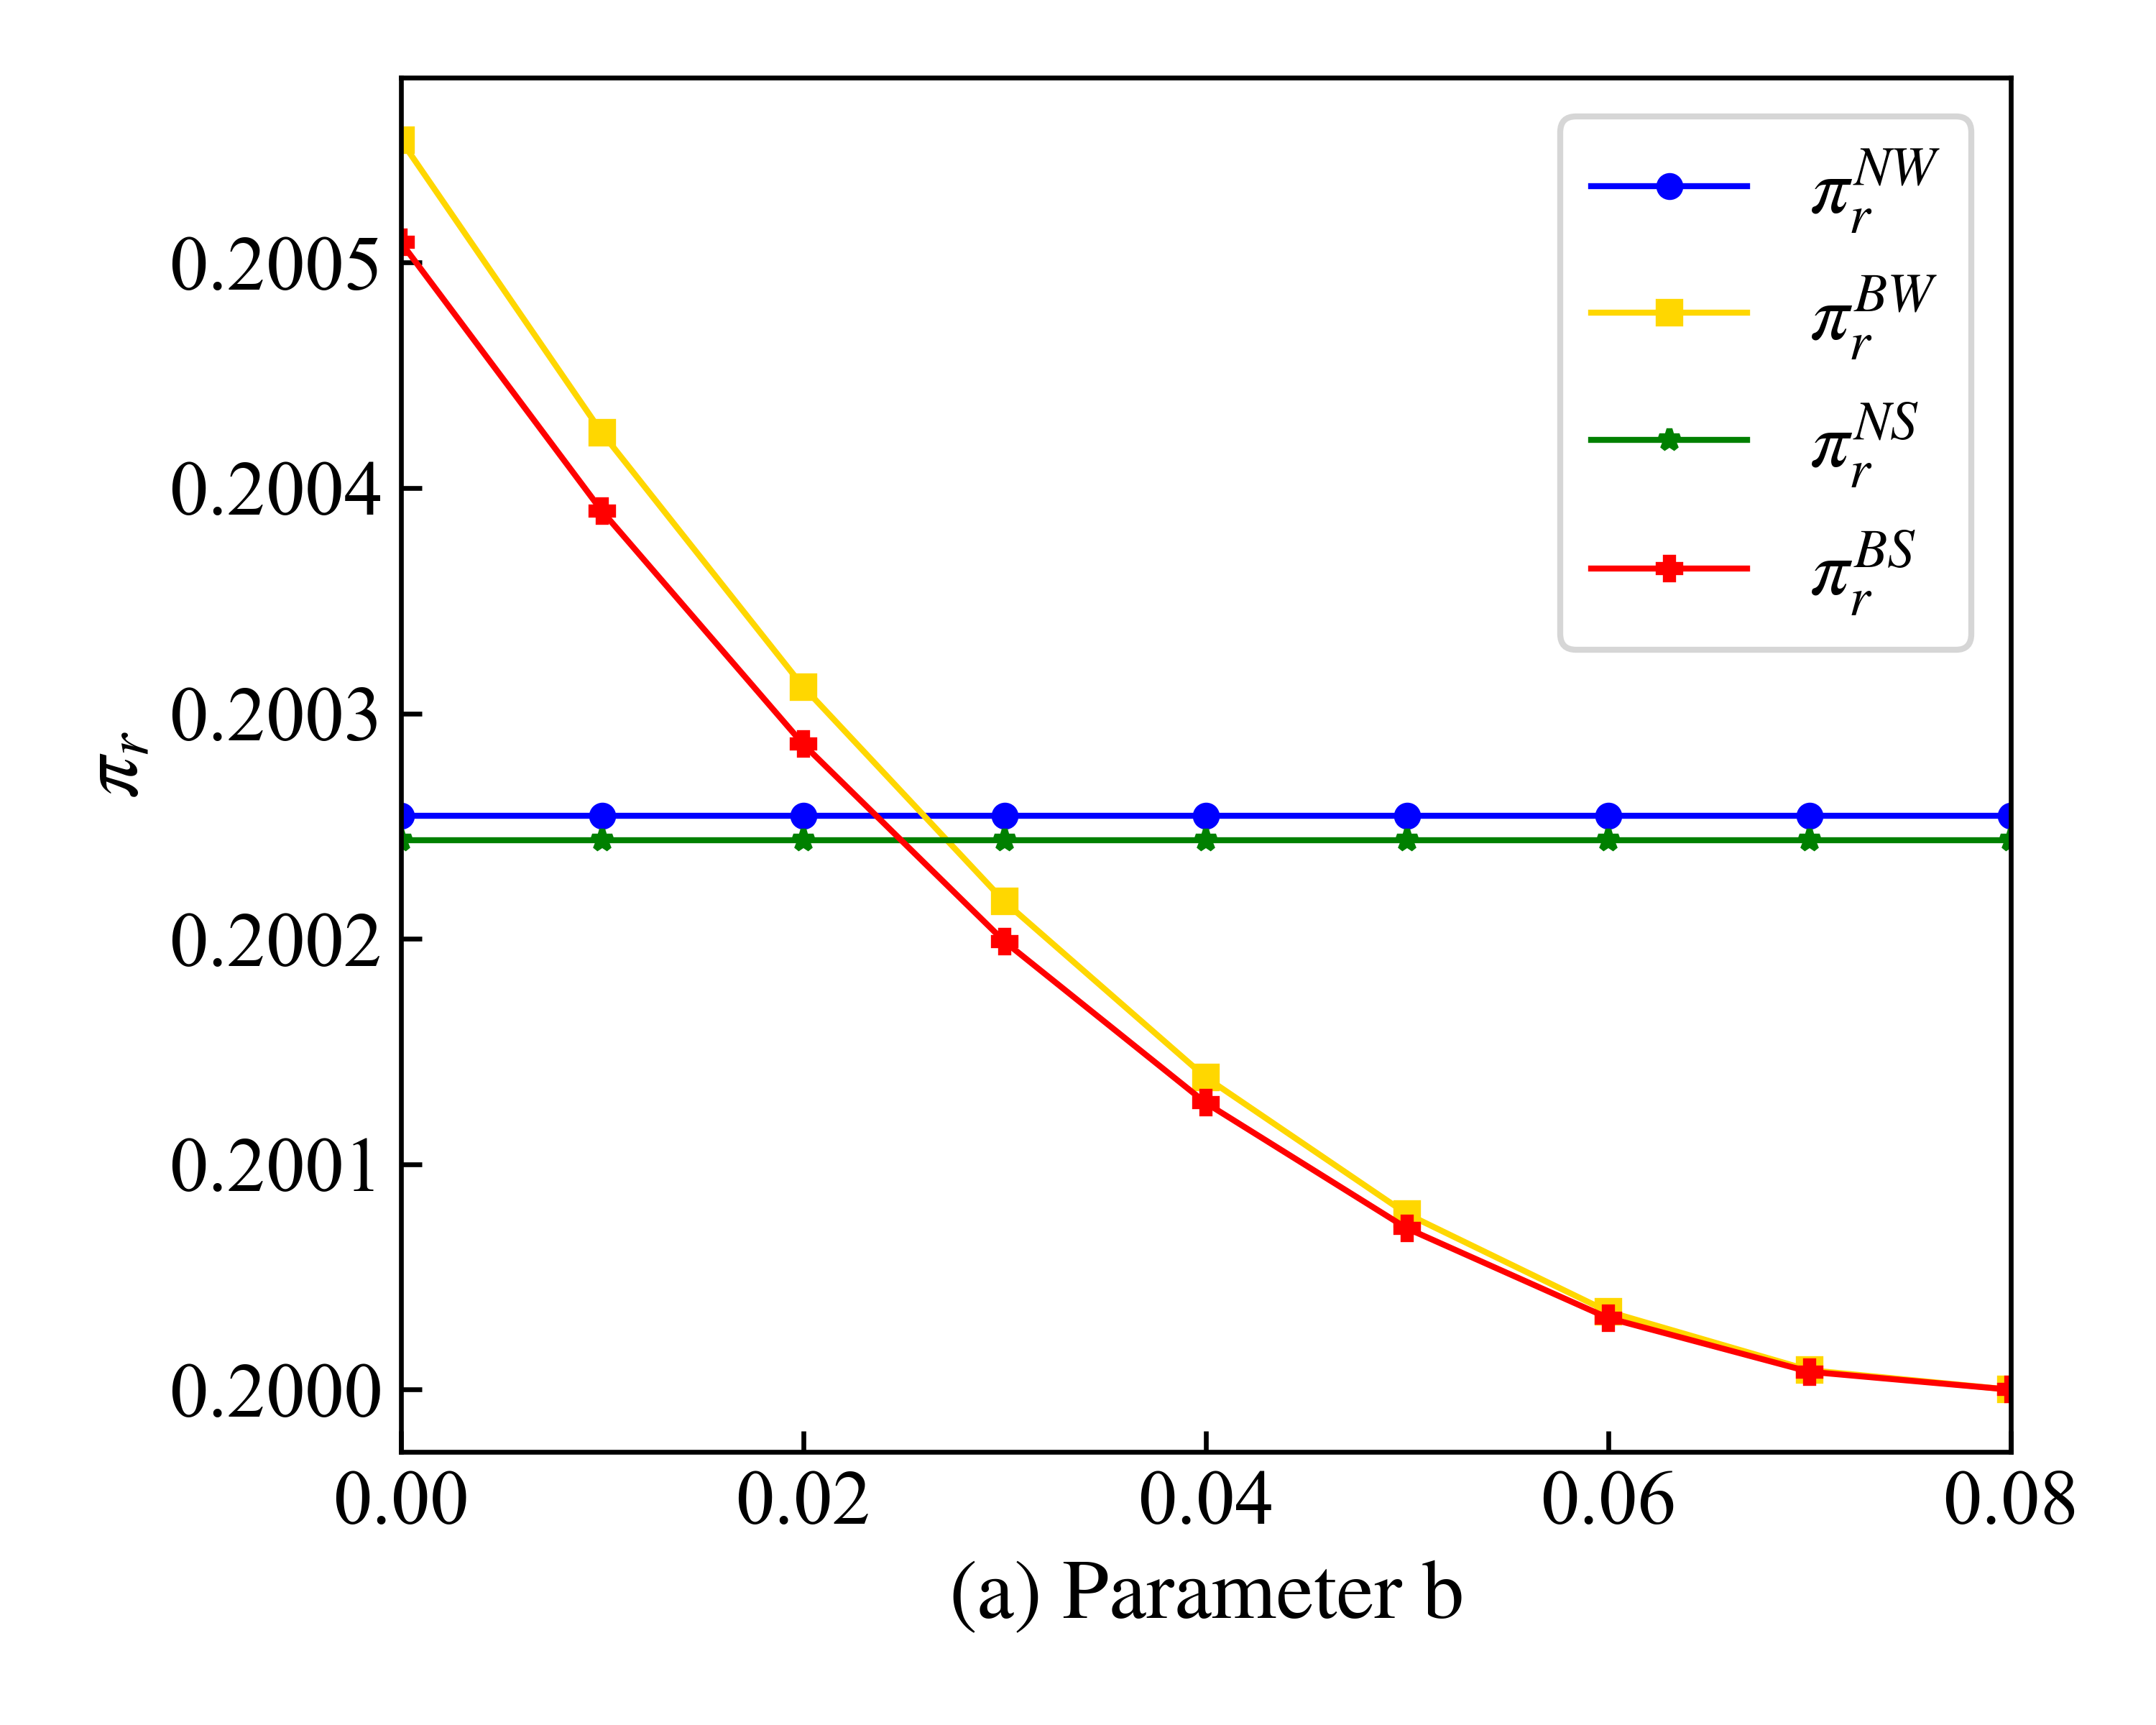 π_r^{NW}
π_r^{BW}
π_r^{NS}
π_r^{BS}
π_r
0.2005
0.2004
0.2003
0.2002
0.2001
0.2000
0.00 0.02 0.04 0.06 0.08
(a) Parameter b